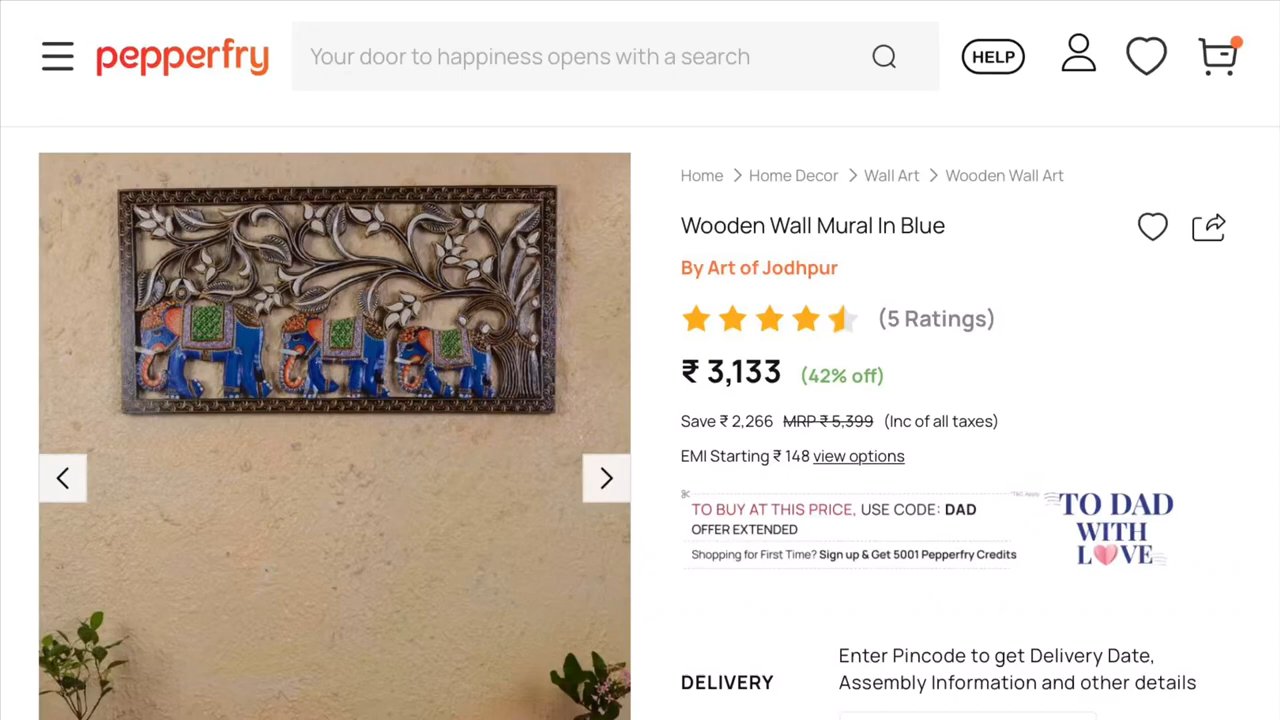 pepperfry
Your door to happiness opens with a search
HELP
Home > Home Decor > Wall Art > Wooden Wall Art
Wooden Wall Mural In Blue
By Art of Jodhpur
(5 Ratings)
₹ 3,133 (42% off)
Save ₹ 2,266 MRP ₹ 5,399 (Inc of all taxes)
EMI Starting ₹ 148 view options
TO BUY AT THIS PRICE, USE CODE: DAD
OFFER EXTENDED
Shopping for First Time? Sign up & Get 5001 Pepperfry Credits
TO DAD
WITH
LOVE
Enter Pincode to get Delivery Date,
DELIVERY Assembly Information and other details